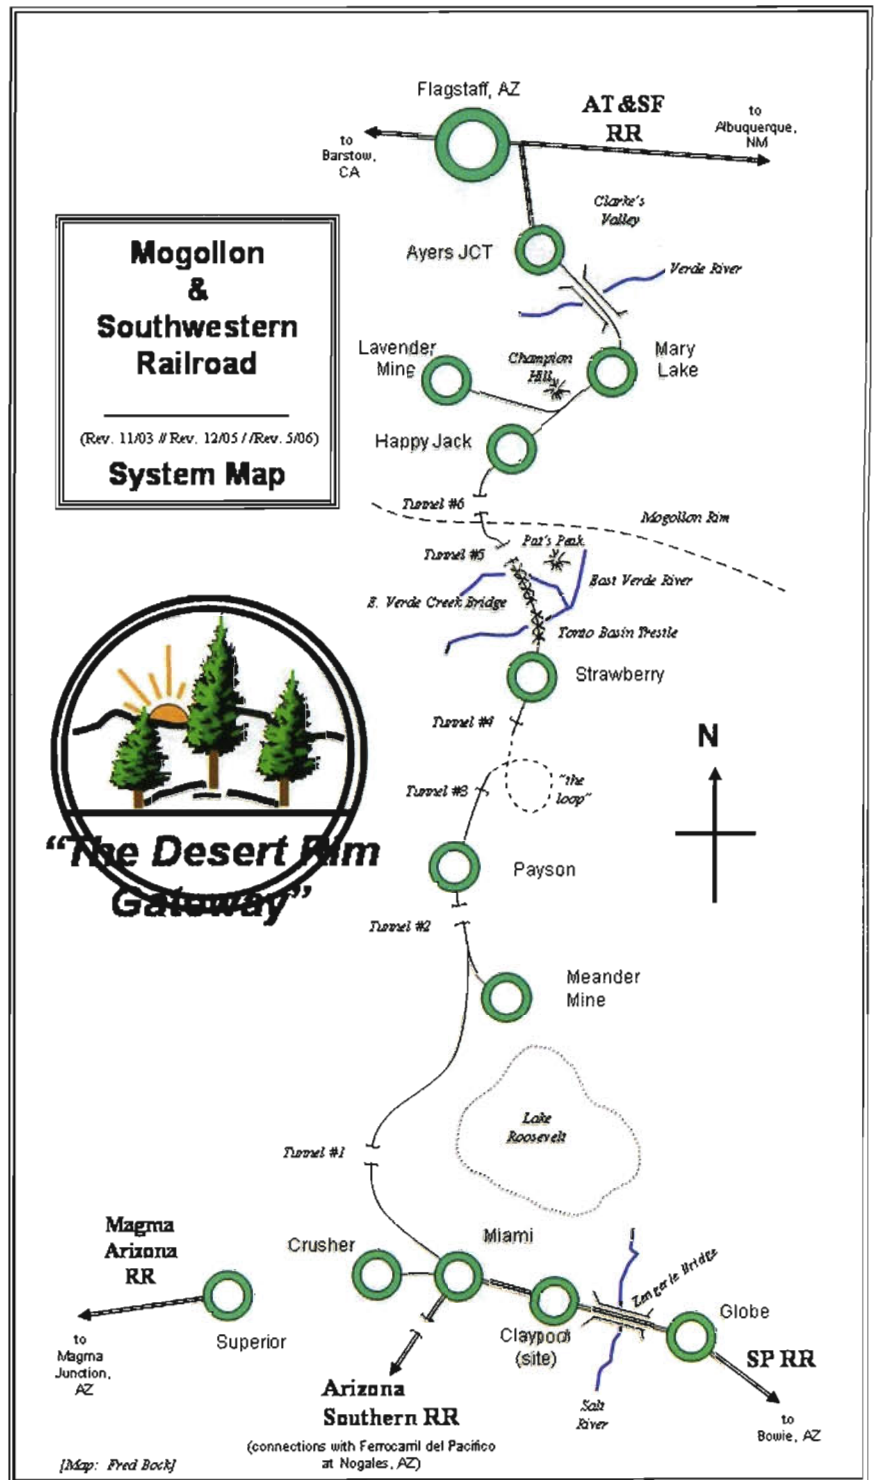 Flagstaff, AZ
AT&SF
RR
to
Albuquerque,
NM
to
Barstow,
CA
Clarke's
Valley
Ayers JCT
Verde River
Mogollon
&
Southwestern
Railroad
(Rev. 11/03 // Rev. 12/05 / /Rev. 5/06)
System Map
Lavender
Mine
Champion
Hill
Mary
Lake
Happy Jack
Tunnel #6
Mogollon Rim
Tunnel #5
Pat's Peak
East Verde River
E. Verde Creek Bridge
Tonto Basin Trestle
Strawberry
Tunnel #4
N
Tunnel #3
"the
loop"
"The Desert Rim
Gateway"
Payson
Tunnel #2
Meander
Mine
Lake
Roosevelt
Tunnel #1
Magma
Arizona
RR
Crusher
Miami
Zengerle Bridge
Globe
to
Magma
Junction,
AZ
Superior
Claypool
(site)
SP RR
Arizona
Southern RR
Salt
River
to
Bowie, AZ
(connections with Ferrocarril del Pacifico
at Nogales, AZ)
[Map: Fred Bock]